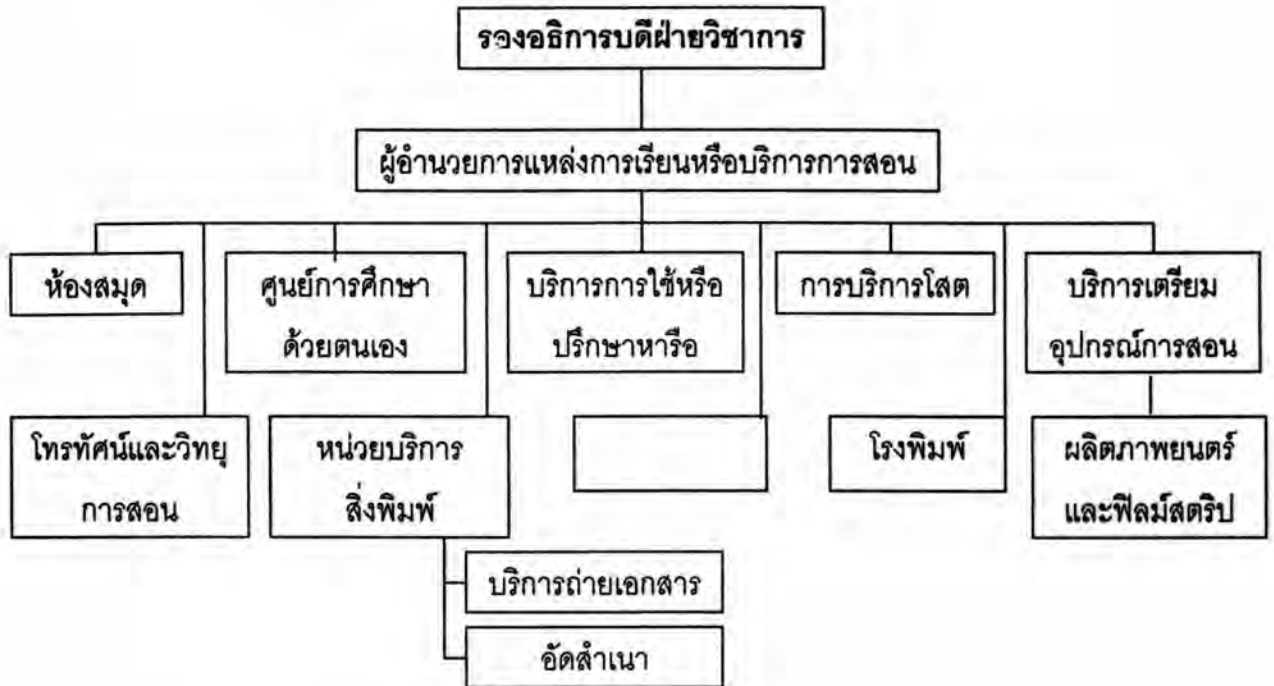 รองอธิการบดีฝ่ายวิชาการ
ผู้อำนวยการแหล่งการเรียนหรือบริการการสอน
ห้องสมุด
ศูนย์การศึกษา
ด้วยตนเอง
บริการการใช้หรือ
ปรึกษาหารือ
การบริการโสต
บริการเตรียม
อุปกรณ์การสอน
โทรทัศน์และวิทยุ
การสอน
หน่วยบริการ
สิ่งพิมพ์
โรงพิมพ์
ผลิตภาพยนตร์
และฟิลม์สตริป
บริการถ่ายเอกสาร
อัดสำเนา